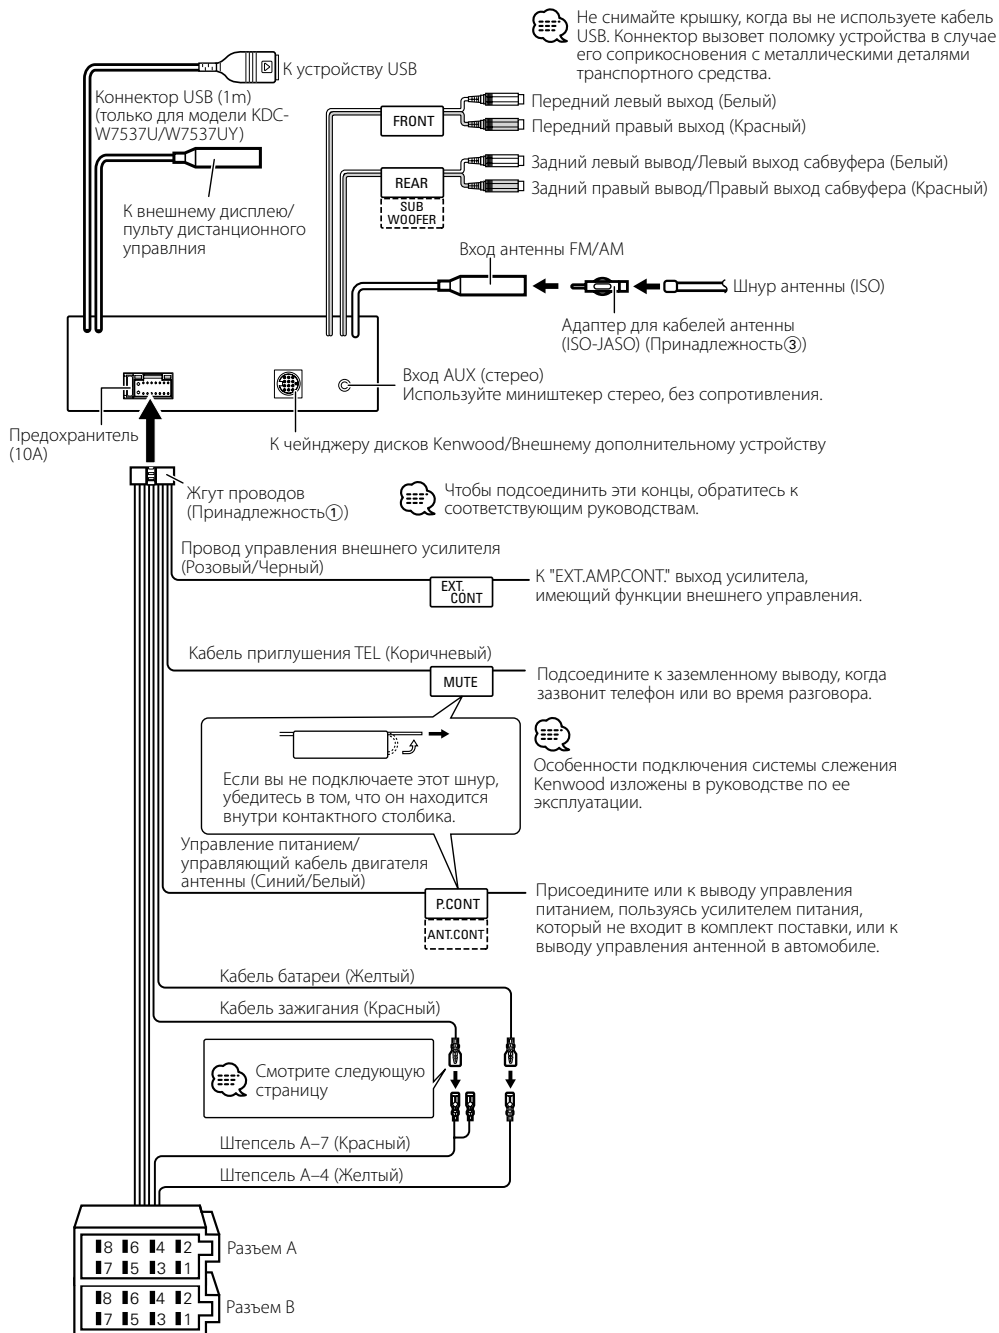 Не снимайте крышку, когда вы не используете кабель
USB. Коннектор вызовет поломку устройства в случае
его соприкосновения с металлическими деталями
транспортного средства.
К устройству USB
Коннектор USB (1m)
(только для модели KDC-
W7537U/W7537UY)
FRONT
Передний левый выход (Белый)
Передний правый выход (Красный)
REAR
SUB
WOOFER
Задний левый вывод/Левый выход сабвуфера (Белый)
Задний правый вывод/Правый выход сабвуфера (Красный)
К внешнему дисплею/
пульту дистанционного
управлния
Вход антенны FM/AM
Шнур антенны (ISO)
Адаптер для кабелей антенны
(ISO-JASO) (Принадлежность③)
Вход AUX (стерео)
Используйте миништекер стерео, без сопротивления.
Предохранитель
(10A)
К чейнджеру дисков Kenwood/Внешнему дополнительному устройству
Жгут проводов
(Принадлежность①)
Чтобы подсоединить эти концы, обратитесь к
соответствующим руководствам.
Провод управления внешнего усилителя
(Розовый/Черный)
EXT.
CONT
К "EXT.AMP.CONT." выход усилитела,
имеющий функции внешнего управления.
Кабель приглушения TEL (Коричневый)
MUTE
Подсоедините к заземленному выводу, когда
зазвонит телефон или во время разговора.
Если вы не подключаете этот шнур,
убедитесь в том, что он находится
внутри контактного столбика.
Особенности подключения системы слежения
Kenwood изложены в руководстве по ее
эксплуатации.
Управление питанием/
управляющий кабель двигателя
антенны (Синий/Белый)
P.CONT
ANT.CONT
Присоедините или к выводу управления
питанием, пользуясь усилителем питания,
который не входит в комплект поставки, или к
выводу управления антенной в автомобиле.
Кабель батареи (Желтый)
Кабель зажигания (Красный)
Смотрите следующую
страницу
Штепсель A–7 (Красный)
Штепсель A–4 (Желтый)
8 6 4 2
7 5 3 1
Разъем A
8 6 4 2
7 5 3 1
Разъем B